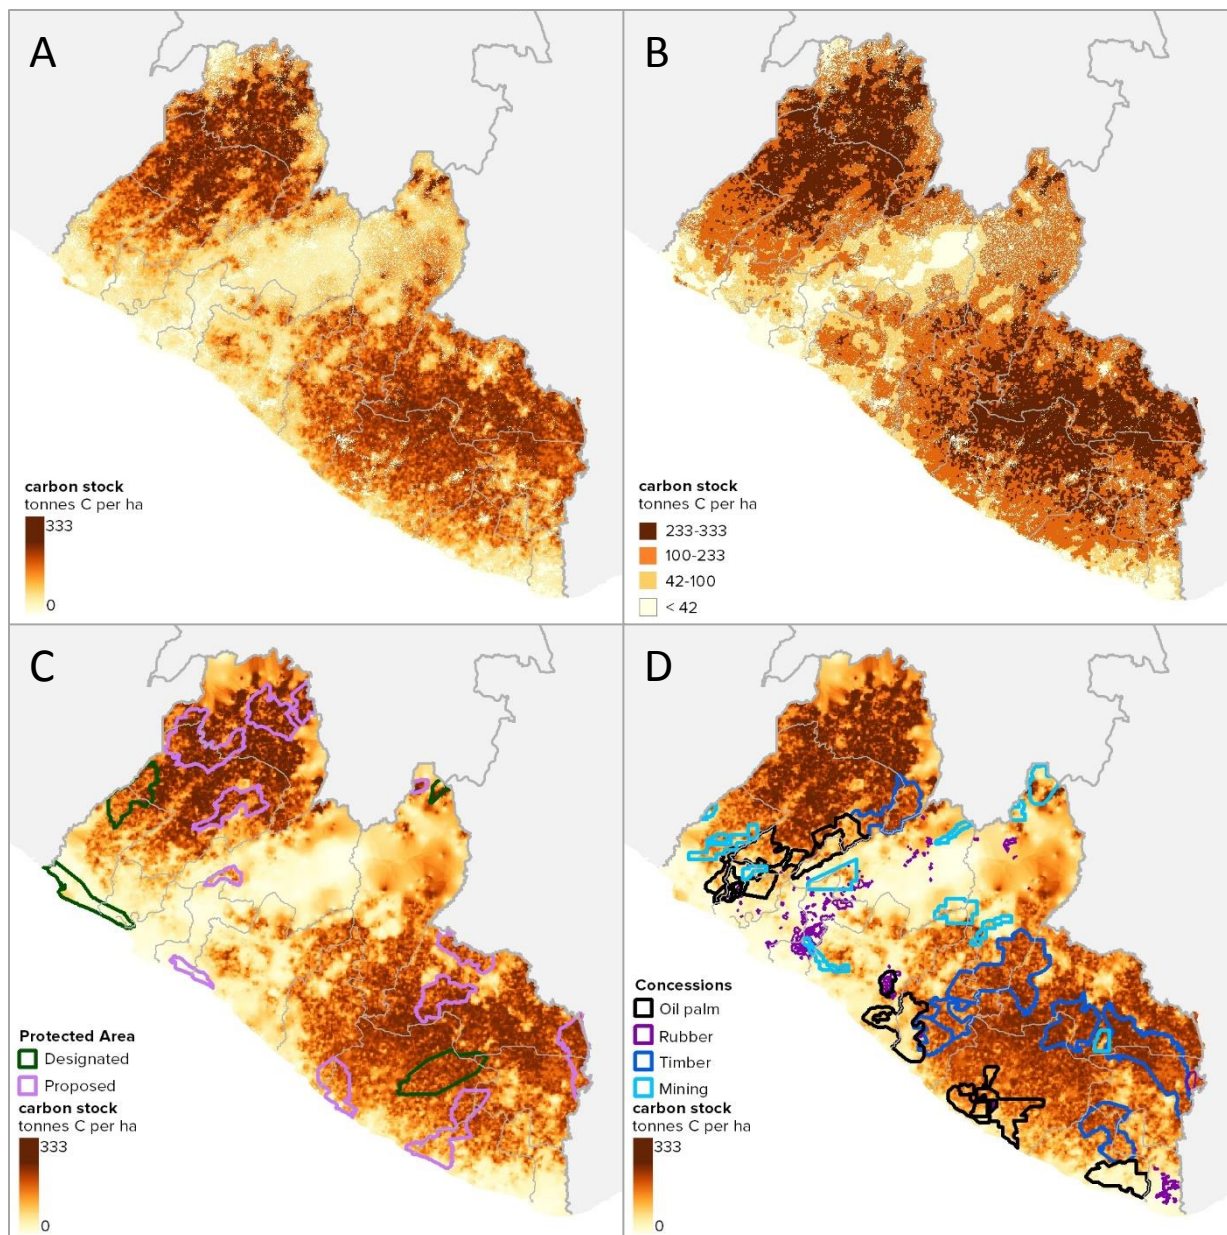 A
carbon stock
tonnes C per ha
333
0
B
carbon stock
tonnes C per ha
233-333
100-233
42-100
< 42
C
Protected Area
Designated
Proposed
carbon stock
tonnes C per ha
333
0
D
Concessions
Oil palm
Rubber
Timber
Mining
carbon stock
tonnes C per ha
333
0